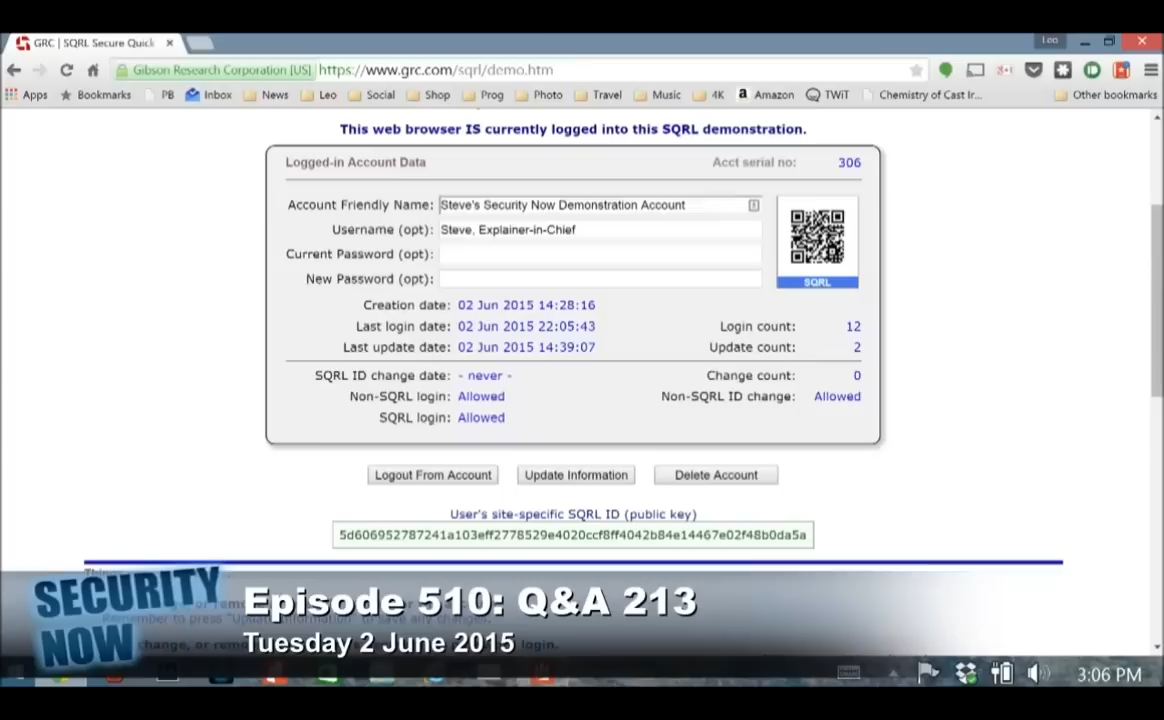 GRC | SQRL Secure Quick
Leo
Gibson Research Corporation [US] https://www.grc.com/sqrl/demo.htm
Apps Bookmarks PB Inbox News Leo Social Shop Prog Photo Travel Music 4K Amazon TWiT Chemistry of Cast Ir... Other bookmarks
This web browser IS currently logged into this SQRL demonstration.
Logged-in Account Data Acct serial no: 306
Account Friendly Name: Steve's Security Now Demonstration Account
Username (opt): Steve, Explainer-in-Chief
Current Password (opt):
New Password (opt):
SQRL
Creation date: 02 Jun 2015 14:28:16
Last login date: 02 Jun 2015 22:05:43 Login count: 12
Last update date: 02 Jun 2015 14:39:07 Update count: 2
SQRL ID change date: - never - Change count: 0
Non-SQRL login: Allowed Non-SQRL ID change: Allowed
SQRL login: Allowed
Logout From Account Update Information Delete Account
User's site-specific SQRL ID (public key)
5d606952787241a103eff2778529e4020ccf8ff4042b84e14467e02f48b0da5a
SECURITY NOW
Episode 510: Q&A 213
Tuesday 2 June 2015
3:06 PM